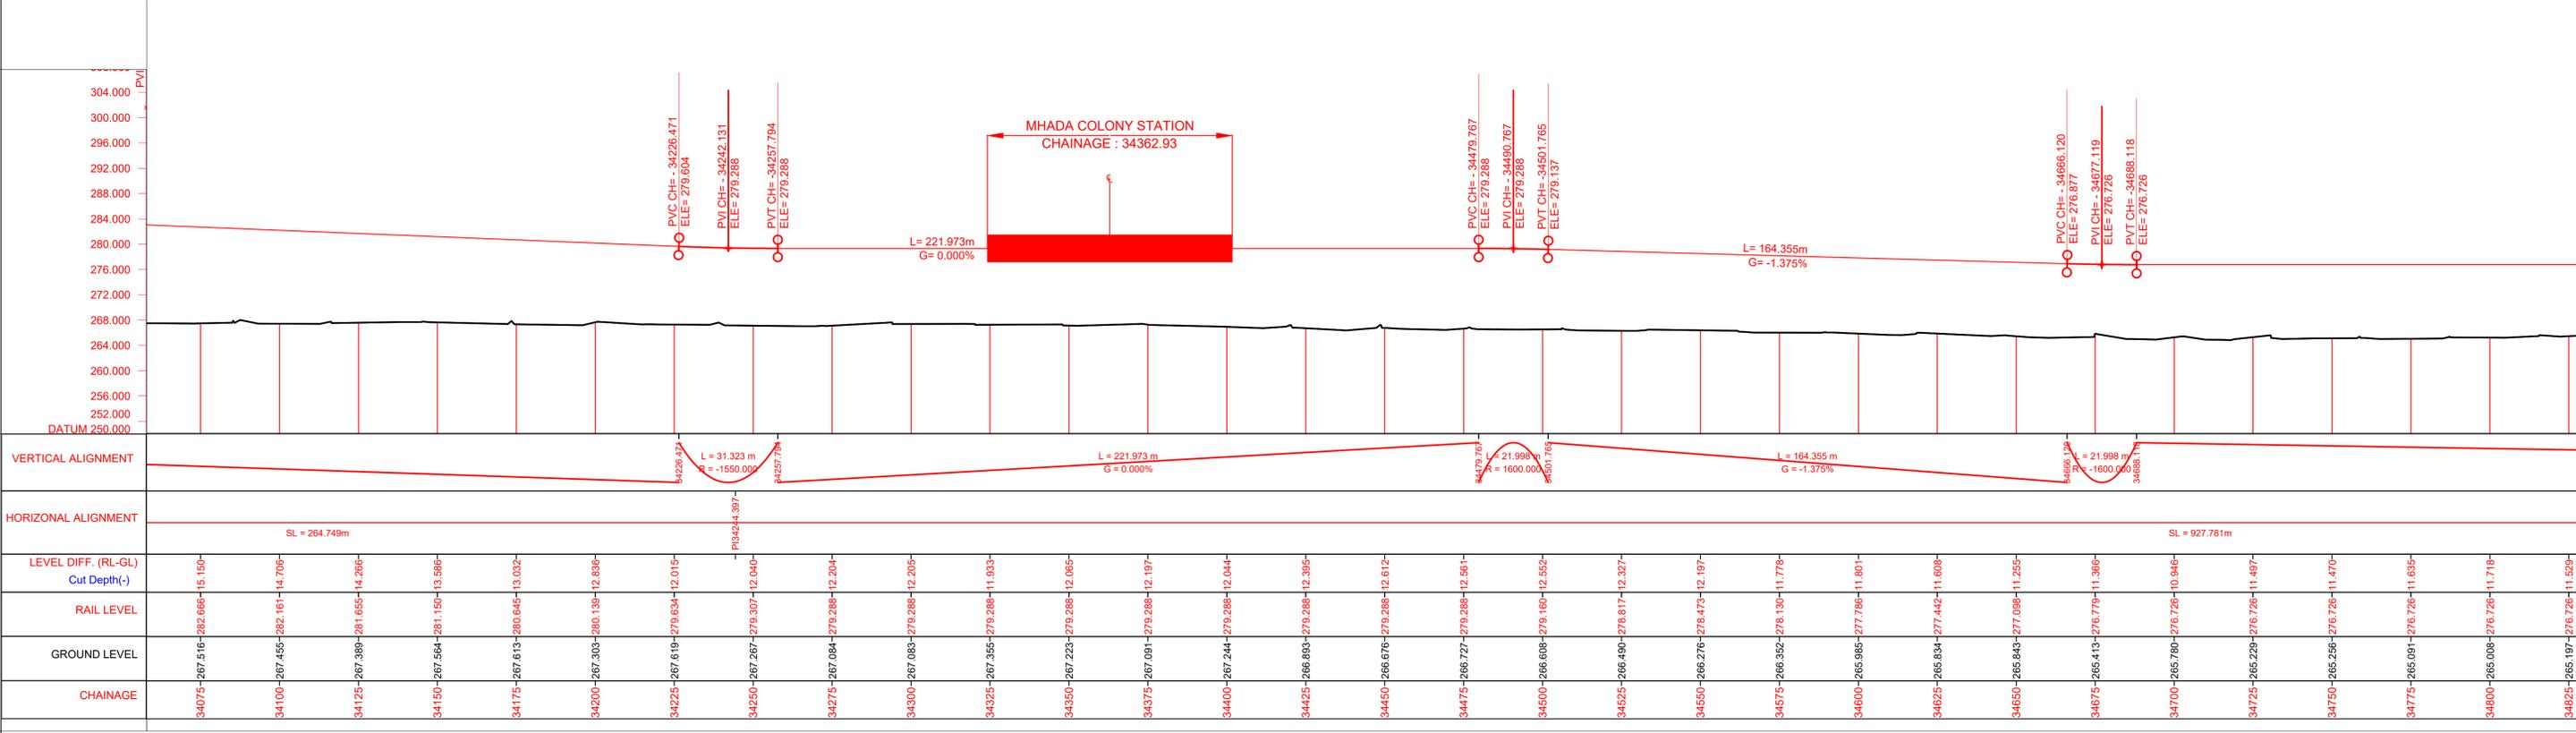 PVI
304.000
300.000
296.000
292.000
288.000
284.000
280.000
276.000
272.000
268.000
264.000
260.000
256.000
252.000
DATUM 250.000
PVC CH= - 34226.471
ELE= 279.604
PVI CH= - 34242.131
ELE= 279.288
PVT CH= -34257.794
ELE= 279.288
L= 221.973m
G= 0.000%
MHADA COLONY STATION
CHAINAGE : 34362.93
PVC CH= - 34479.767
ELE= 279.288
PVI CH= - 34490.767
ELE= 279.288
PVT CH= -34501.765
ELE= 279.137
L= 164.355m
G= -1.375%
PVC CH= - 34666.120
ELE= 276.877
PVI CH= - 34677.119
ELE= 276.726
PVT CH= -34688.118
ELE= 276.726
VERTICAL ALIGNMENT
34226.471
L = 31.323 m
R = -1550.000
34257.794
L = 221.973 m
G = 0.000%
34479.767
L = 21.998 m
R = 1600.000
34501.765
L = 164.355 m
G = -1.375%
34666.120
L = 21.998 m
R = -1600.000
34688.118
HORIZONAL ALIGNMENT
SL = 264.749m
PI34244.397
SL = 927.781m
LEVEL DIFF. (RL-GL)
Cut Depth(-)
15.150 14.706 14.266 13.586 13.032 12.836 12.015 12.040 12.204 12.205 11.933 12.065 12.197 12.044 12.395 12.612 12.561 12.552 12.327 12.197 11.778 11.801 11.608 11.255 11.366 10.946 11.497 11.470 11.635 11.718 11.529
RAIL LEVEL
282.666 282.161 281.655 281.150 280.645 280.139 279.634 279.307 279.288 279.288 279.288 279.288 279.288 279.288 279.288 279.288 279.288 279.160 278.817 278.473 278.130 277.786 277.442 277.098 276.779 276.726 276.726 276.726 276.726 276.726 276.726
GROUND LEVEL
267.516 267.455 267.389 267.564 267.613 267.303 267.619 267.267 267.084 267.083 267.355 267.223 267.091 267.244 266.893 266.676 266.727 266.608 266.490 266.276 266.352 265.985 265.834 265.843 265.413 265.780 265.229 265.256 265.091 265.008 265.197
CHAINAGE
34075 34100 34125 34150 34175 34200 34225 34250 34275 34300 34325 34350 34375 34400 34425 34450 34475 34500 34525 34550 34575 34600 34625 34650 34675 34700 34725 34750 34775 34800 34825